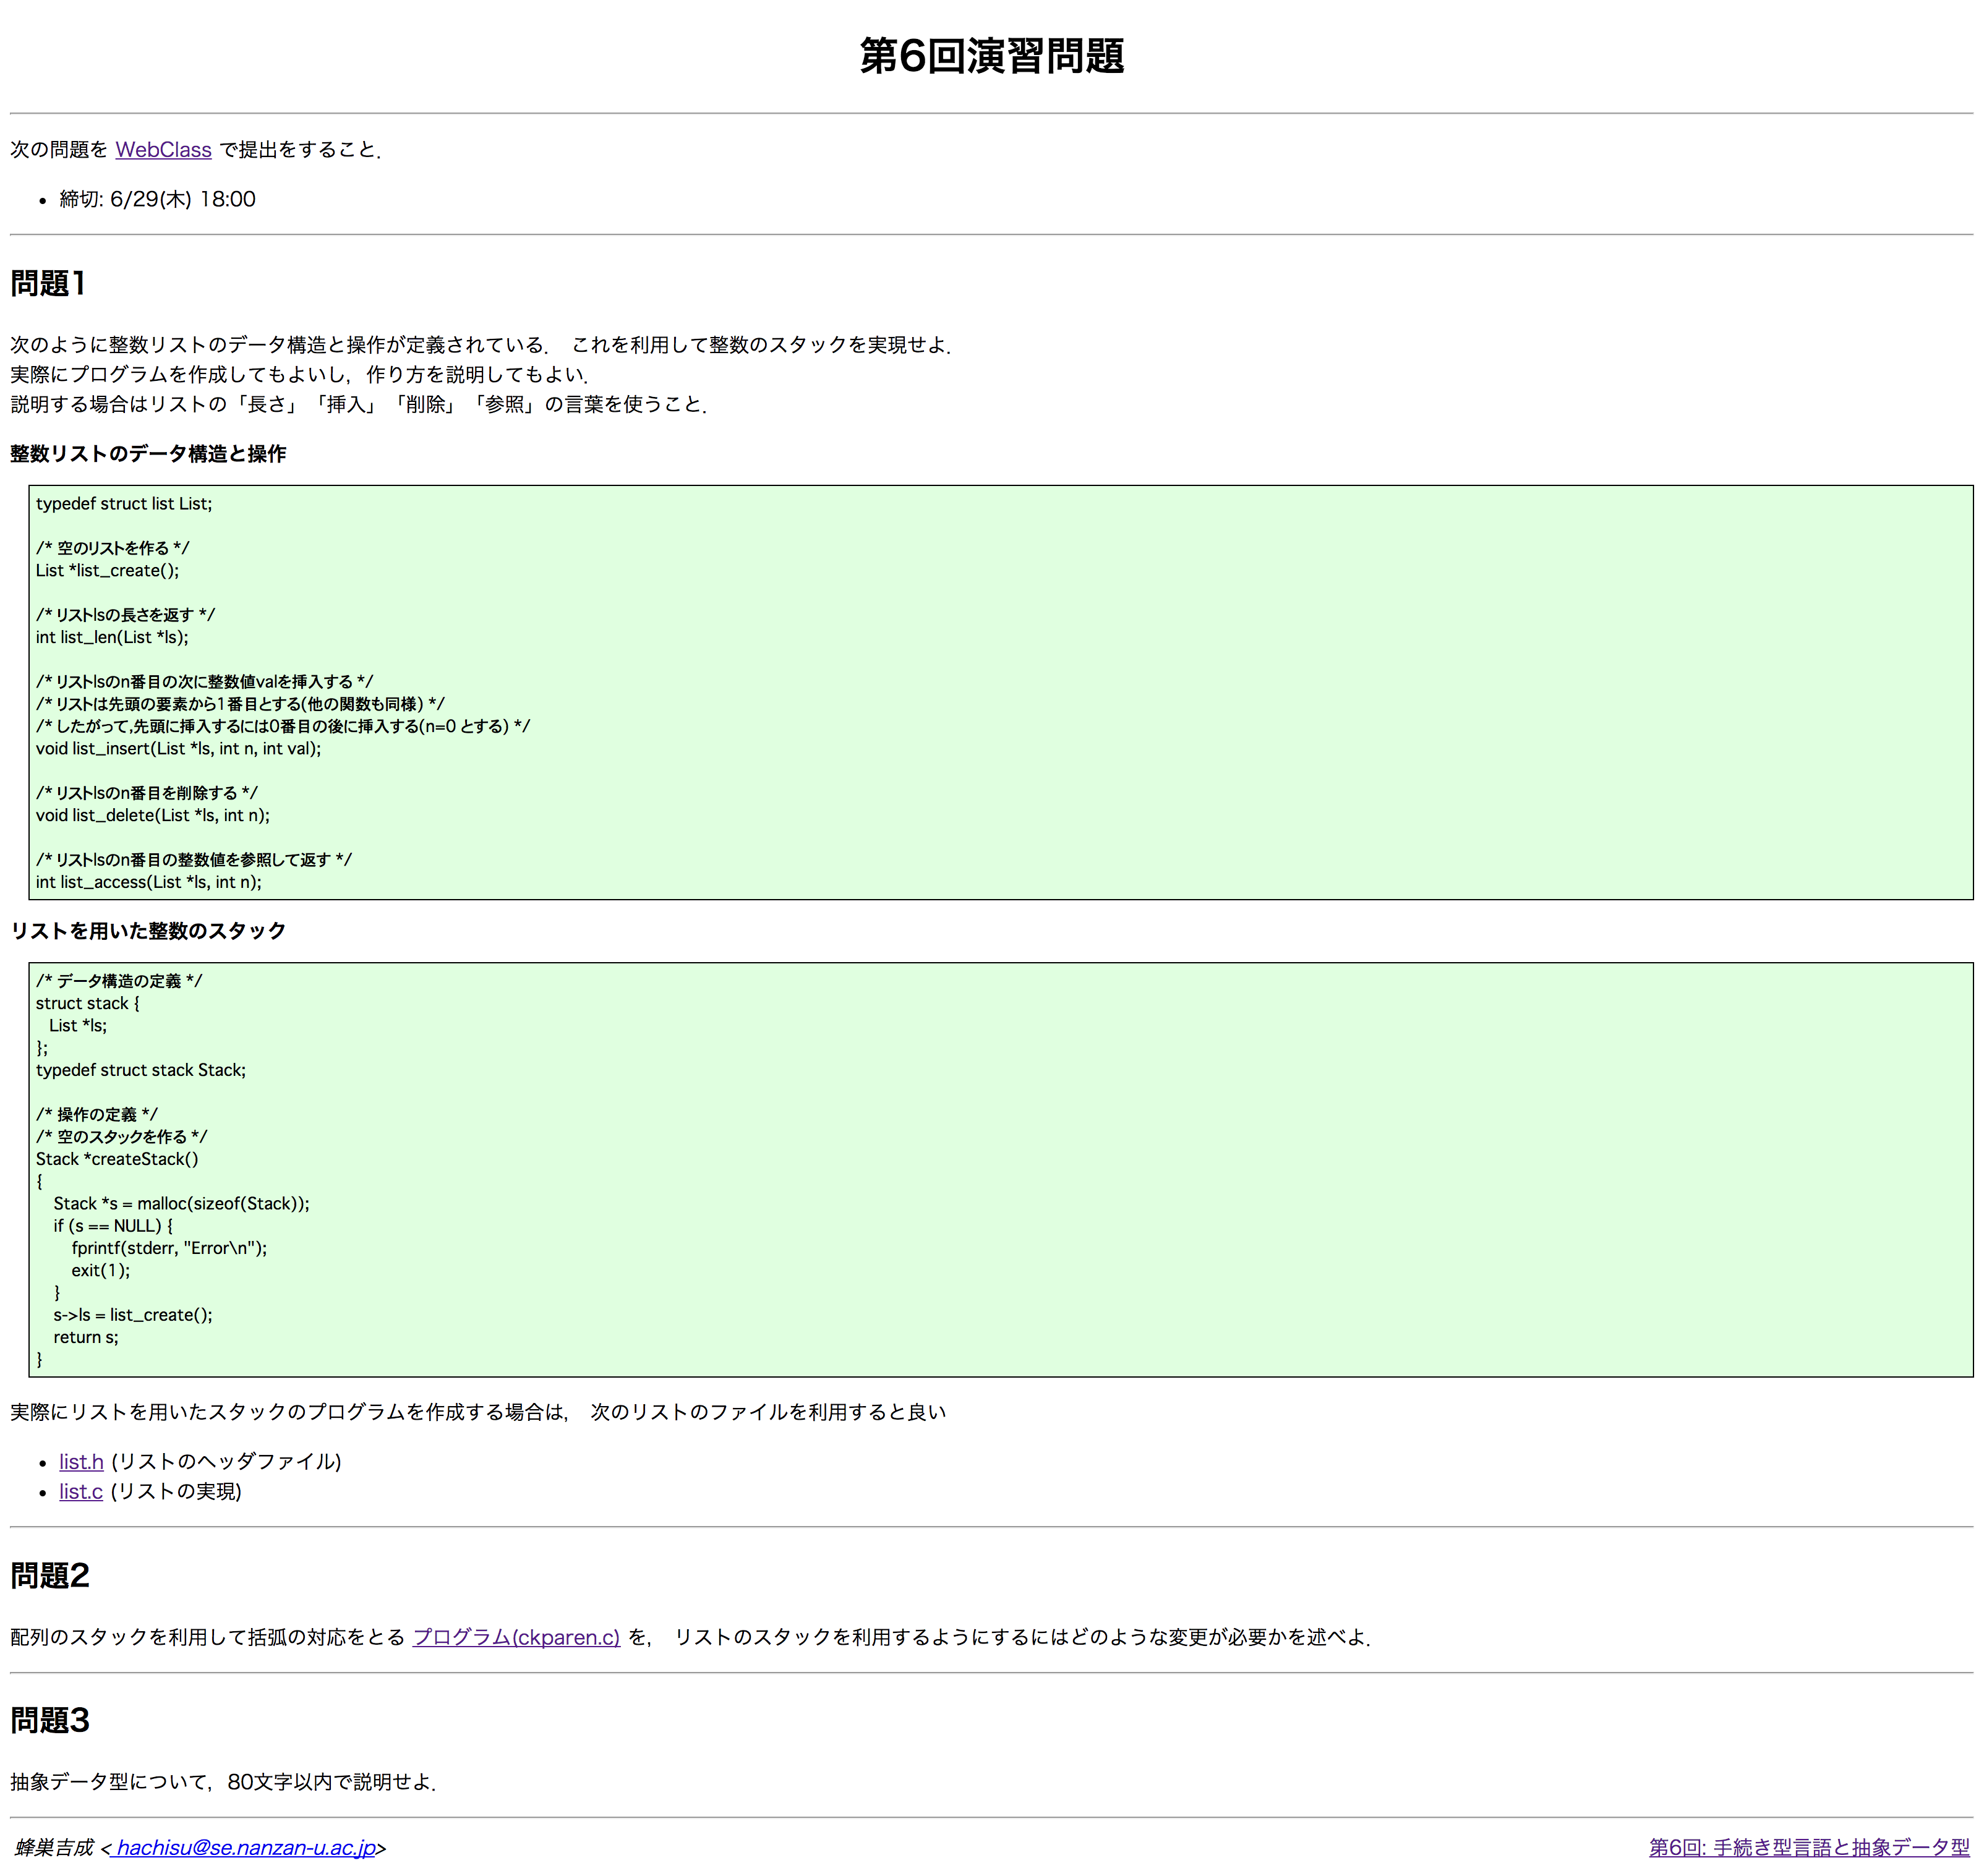 第6回演習問題
次の問題を WebClass で提出をすること．
• 締切: 6/29(木) 18:00
問題1
次のように整数リストのデータ構造と操作が定義されている． これを利用して整数のスタックを実現せよ．
実際にプログラムを作成してもよいし，作り方を説明してもよい．
説明する場合はリストの「長さ」「挿入」「削除」「参照」の言葉を使うこと．
整数リストのデータ構造と操作
typedef struct list List;
/* 空のリストを作る */
List *list_create();
/* リストlsの長さを返す */
int list_len(List *ls);
/* リストlsのn番目の次に整数値valを挿入する */
/* リストは先頭の要素から1番目とする(他の関数も同様) */
/* したがって,先頭に挿入するには0番目の後に挿入する(n=0 とする) */
void list_insert(List *ls, int n, int val);
/* リストlsのn番目を削除する */
void list_delete(List *ls, int n);
/* リストlsのn番目の整数値を参照して返す */
int list_access(List *ls, int n);
リストを用いた整数のスタック
/* データ構造の定義 */
struct stack {
List *ls;
};
typedef struct stack Stack;
/* 操作の定義 */
/* 空のスタックを作る */
Stack *createStack()
{
Stack *s = malloc(sizeof(Stack));
if (s == NULL) {
fprintf(stderr, "Error\n");
exit(1);
}
s->ls = list_create();
return s;
}
実際にリストを用いたスタックのプログラムを作成する場合は， 次のリストのファイルを利用すると良い
• list.h (リストのヘッダファイル)
• list.c (リストの実現)
問題2
配列のスタックを利用して括弧の対応をとる プログラム(ckparen.c) を， リストのスタックを利用するようにするにはどのような変更が必要かを述べよ．
問題3
抽象データ型について，80文字以内で説明せよ．
蜂巣吉成 < hachisu@se.nanzan-u.ac.jp>
第6回: 手続き型言語と抽象データ型